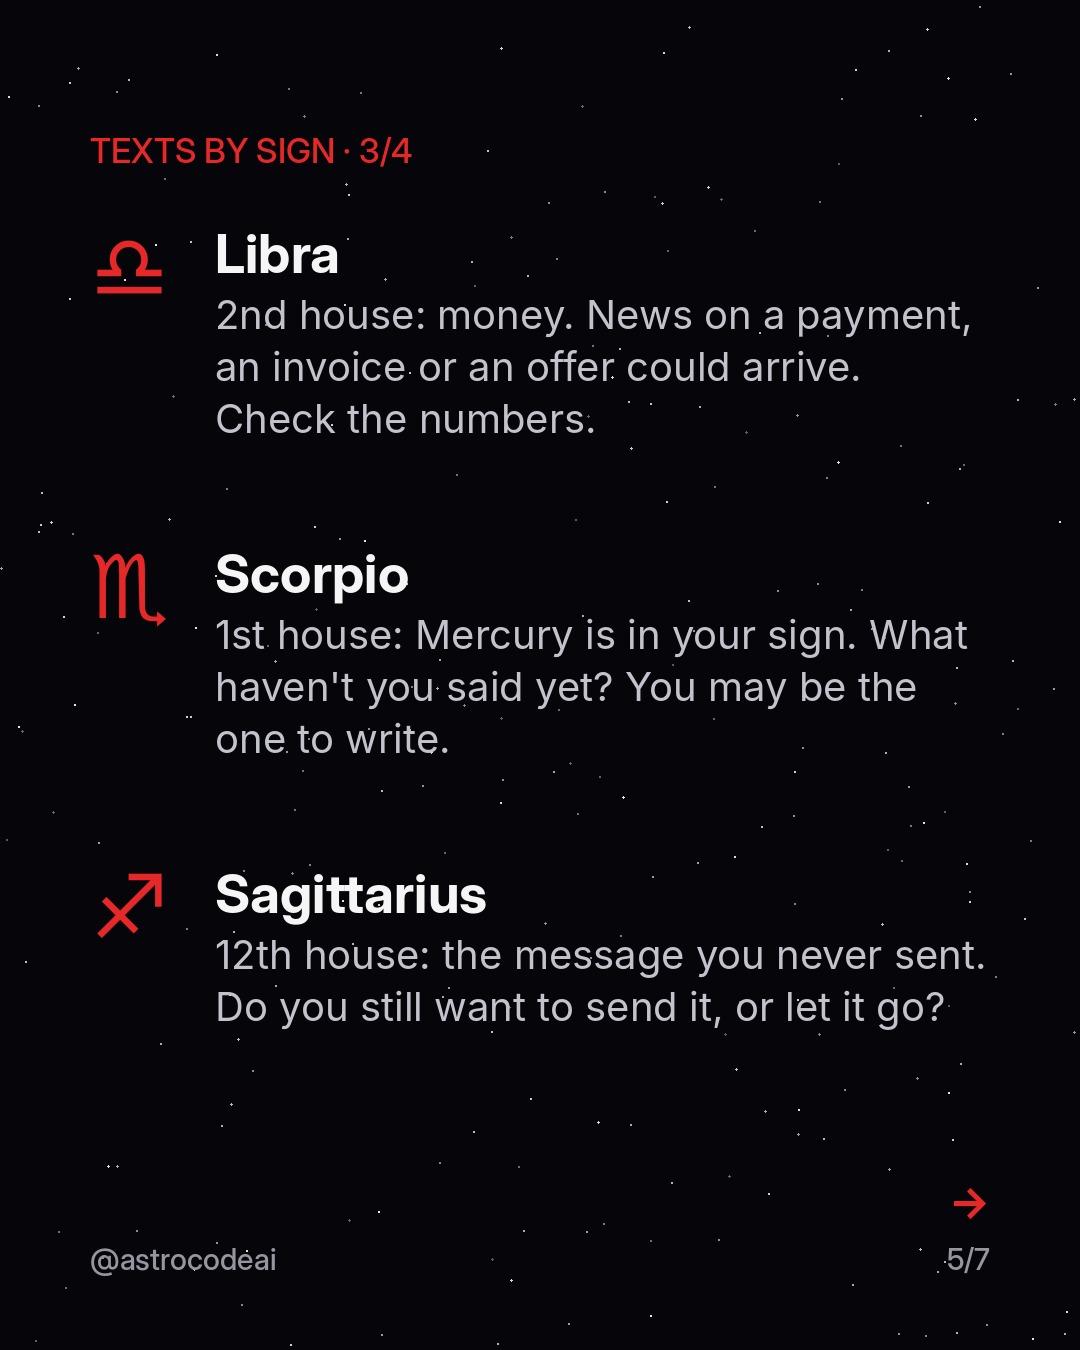 TEXTS BY SIGN · 3/4
♎ Libra
2nd house: money. News on a payment,
an invoice or an offer could arrive.
Check the numbers.
♏ Scorpio
1st house: Mercury is in your sign. What
haven't you said yet? You may be the
one to write.
♐ Sagittarius
12th house: the message you never sent.
Do you still want to send it, or let it go?
→
@astrocodeai
5/7